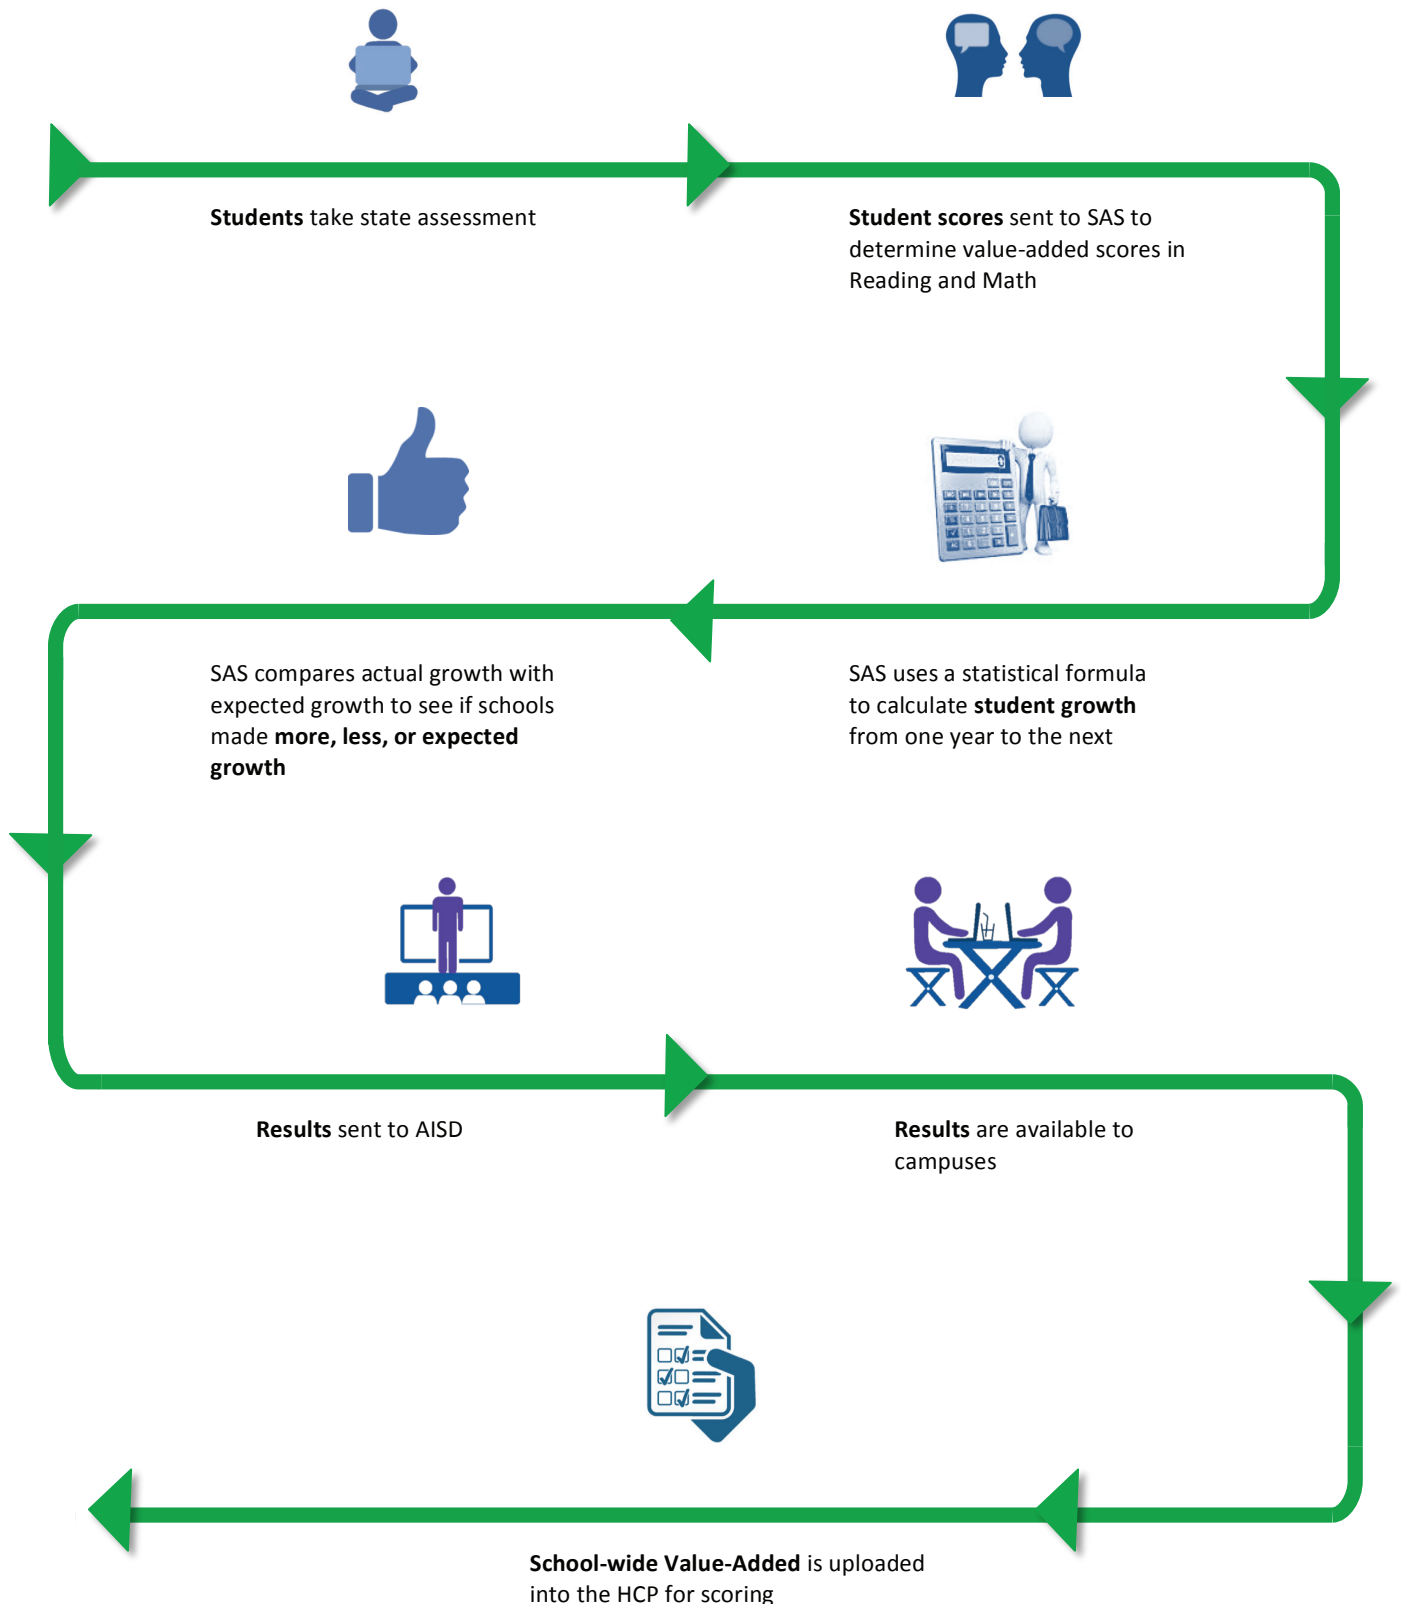 Students take state assessment
Student scores sent to SAS to
determine value-added scores in
Reading and Math
SAS uses a statistical formula
to calculate student growth
from one year to the next
SAS compares actual growth with
expected growth to see if schools
made more, less, or expected
growth
Results sent to AISD
Results are available to
campuses
School-wide Value-Added is uploaded
into the HCP for scoring